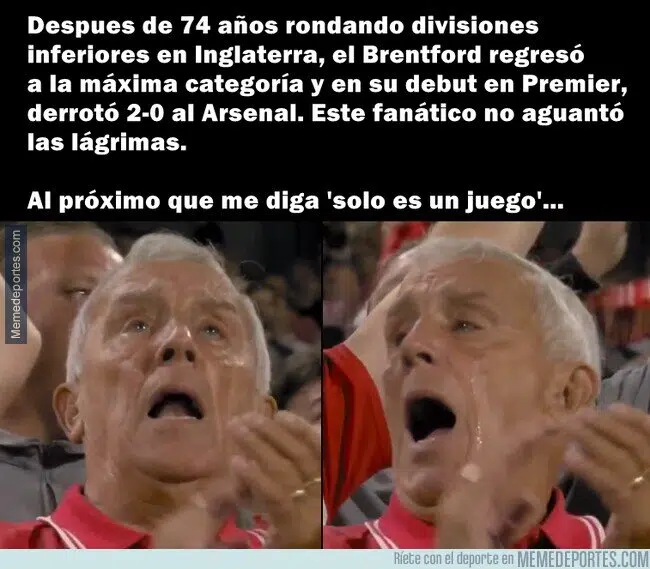 Despues de 74 años rondando divisiones
inferiores en Inglaterra, el Brentford regresó
a la máxima categoría y en su debut en Premier,
derrotó 2-0 al Arsenal. Este fanático no aguantó
las lágrimas.
Al próximo que me diga 'solo es un juego'...
Memedeportes.com
Ríete con el deporte en MEMEDEPORTES.COM